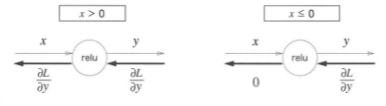 x > 0
x ≤ 0
x
y
relu
∂L
∂y
∂L
∂y
x
y
relu
0
∂L
∂y